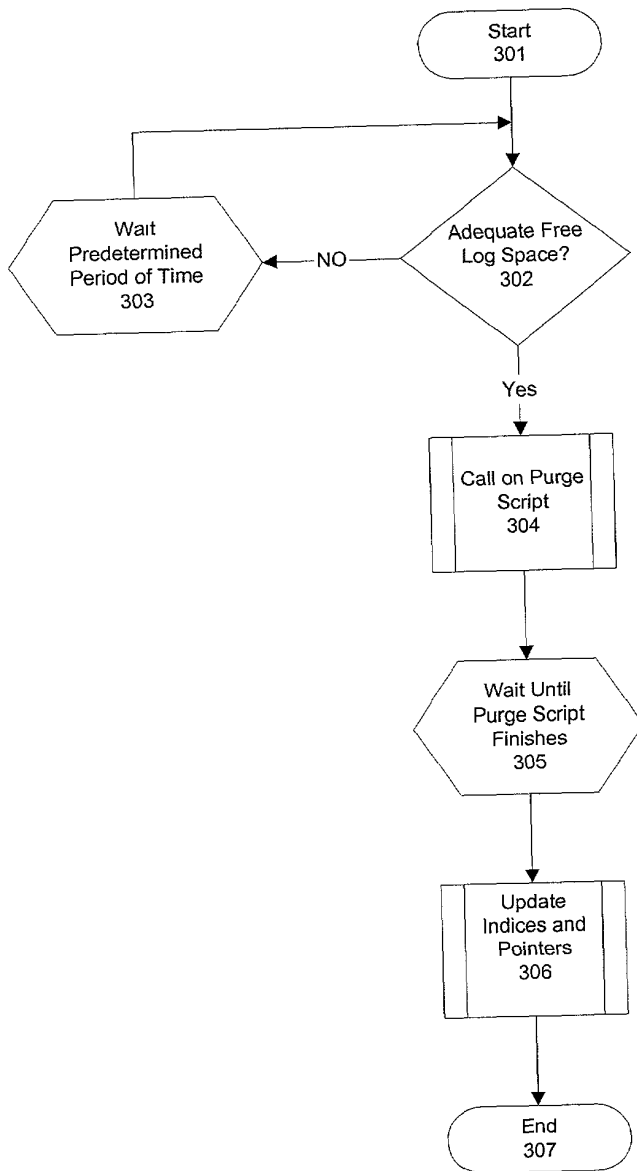 Start
301
Adequate Free
Log Space?
302
NO
Wait
Predetermined
Period of Time
303
Yes
Call on Purge
Script
304
Wait Until
Purge Script
Finishes
305
Update
Indices and
Pointers
306
End
307